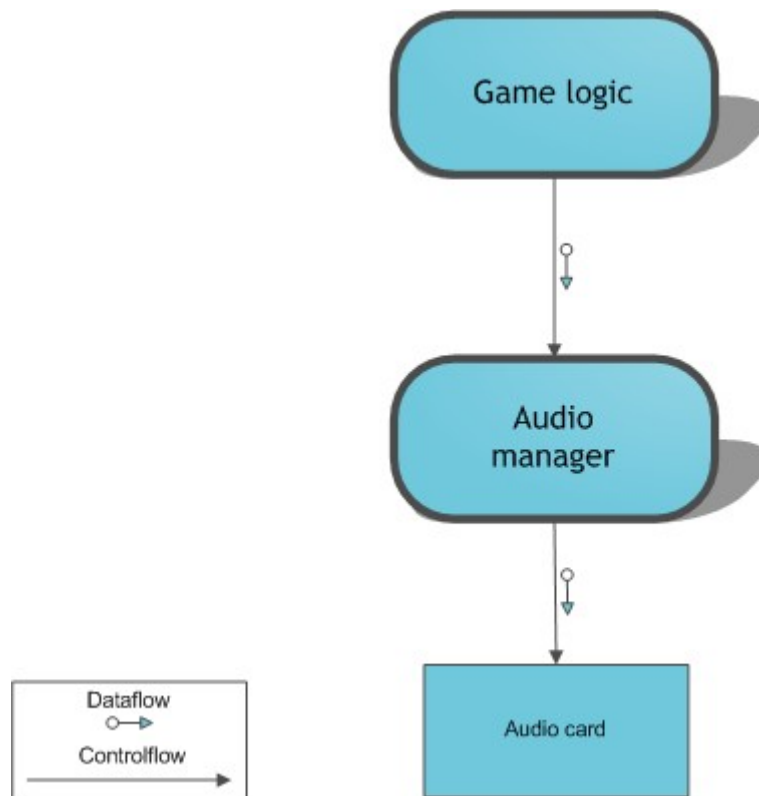 Game logic
Audio
manager
Audio card
Dataflow
Controlflow